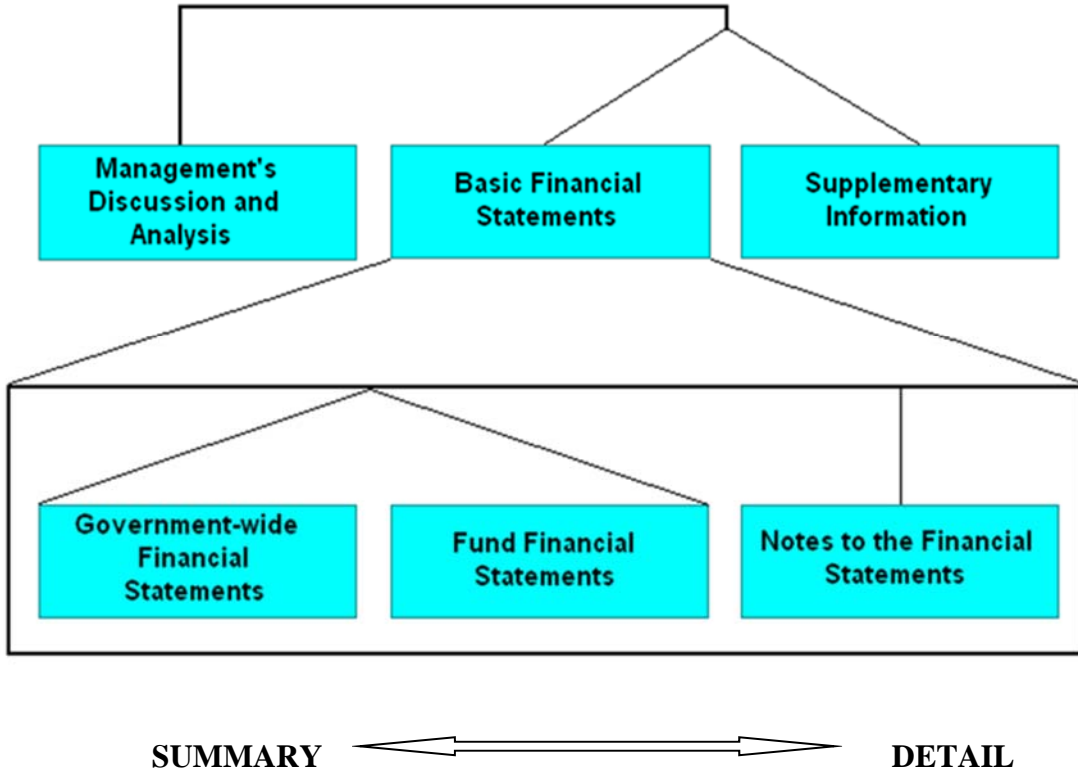 Management's
Discussion and
Analysis
Basic Financial
Statements
Supplementary
Information
Government-wide
Financial
Statements
Fund Financial
Statements
Notes to the Financial
Statements
SUMMARY
DETAIL